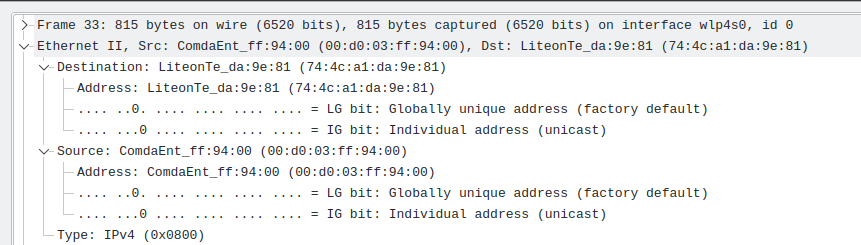 Frame 33: 815 bytes on wire (6520 bits), 815 bytes captured (6520 bits) on interface wlp4s0, id 0
Ethernet II, Src: ComdaEnt_ff:94:00 (00:d0:03:ff:94:00), Dst: LiteonTe_da:9e:81 (74:4c:a1:da:9e:81)
Destination: LiteonTe_da:9e:81 (74:4c:a1:da:9e:81)
Address: LiteonTe_da:9e:81 (74:4c:a1:da:9e:81)
.... ..0. .... .... .... .... = LG bit: Globally unique address (factory default)
.... ...0 .... .... .... .... = IG bit: Individual address (unicast)
Source: ComdaEnt_ff:94:00 (00:d0:03:ff:94:00)
Address: ComdaEnt_ff:94:00 (00:d0:03:ff:94:00)
.... ..0. .... .... .... .... = LG bit: Globally unique address (factory default)
.... ...0 .... .... .... .... = IG bit: Individual address (unicast)
Type: IPv4 (0x0800)